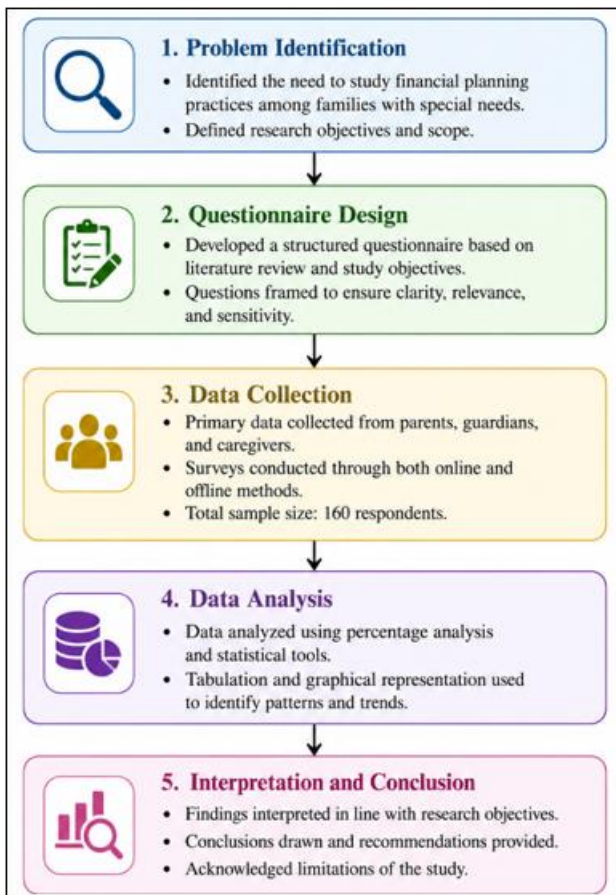 1. Problem Identification
• Identified the need to study financial planning
practices among families with special needs.
• Defined research objectives and scope.
2. Questionnaire Design
• Developed a structured questionnaire based on
literature review and study objectives.
• Questions framed to ensure clarity, relevance,
and sensitivity.
3. Data Collection
• Primary data collected from parents, guardians,
and caregivers.
• Surveys conducted through both online and
offline methods.
• Total sample size: 160 respondents.
4. Data Analysis
• Data analyzed using percentage analysis
and statistical tools.
• Tabulation and graphical representation used
to identify patterns and trends.
5. Interpretation and Conclusion
• Findings interpreted in line with research objectives.
• Conclusions drawn and recommendations provided.
• Acknowledged limitations of the study.